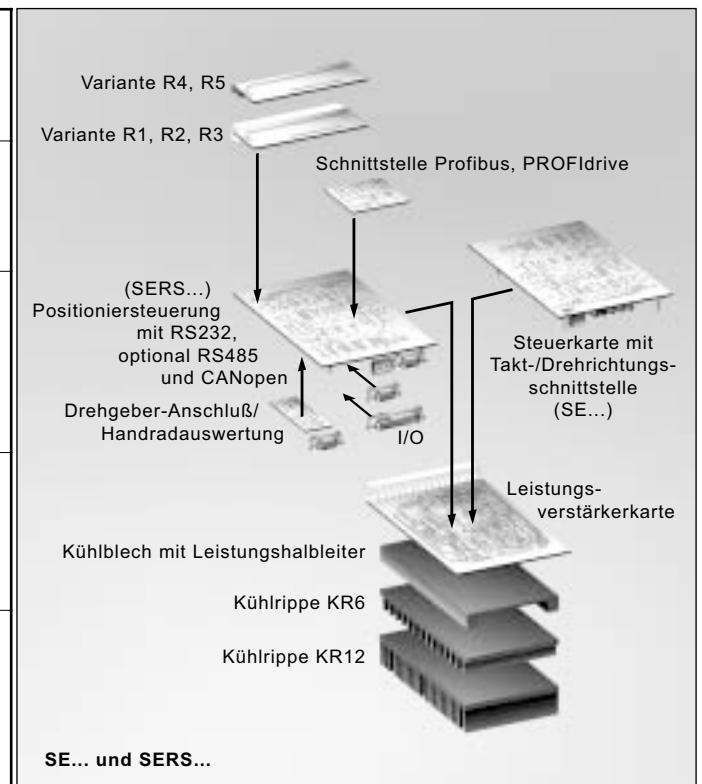 Variante R4, R5
Variante R1, R2, R3
Schnittstelle Profibus, PROFIdrive
(SERS...)
Positioniersteuerung
mit RS232,
optional RS485
und CANopen
Steuerkarte mit
Takt-/Drehrichtungs-
schnittstelle
(SE...)
Drehgeber-Anschluß/
Handradauswertung
I/O
Leistungs-
verstärkerkarte
Kühlblech mit Leistungshalbleiter
Kühlrippe KR6
Kühlrippe KR12
SE... und SERS...